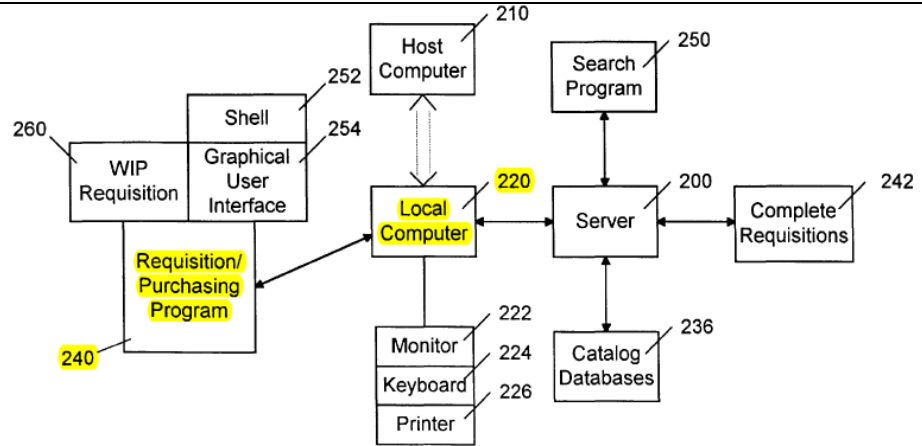 210
Host
Computer
250
Search
Program
252
Shell
254
Graphical
User
Interface
260
WIP
Requisition
220
Local
Computer
200
Server
242
Complete
Requisitions
Requisition/
Purchasing
Program
240
222
Monitor
224
Keyboard
226
Printer
236
Catalog
Databases